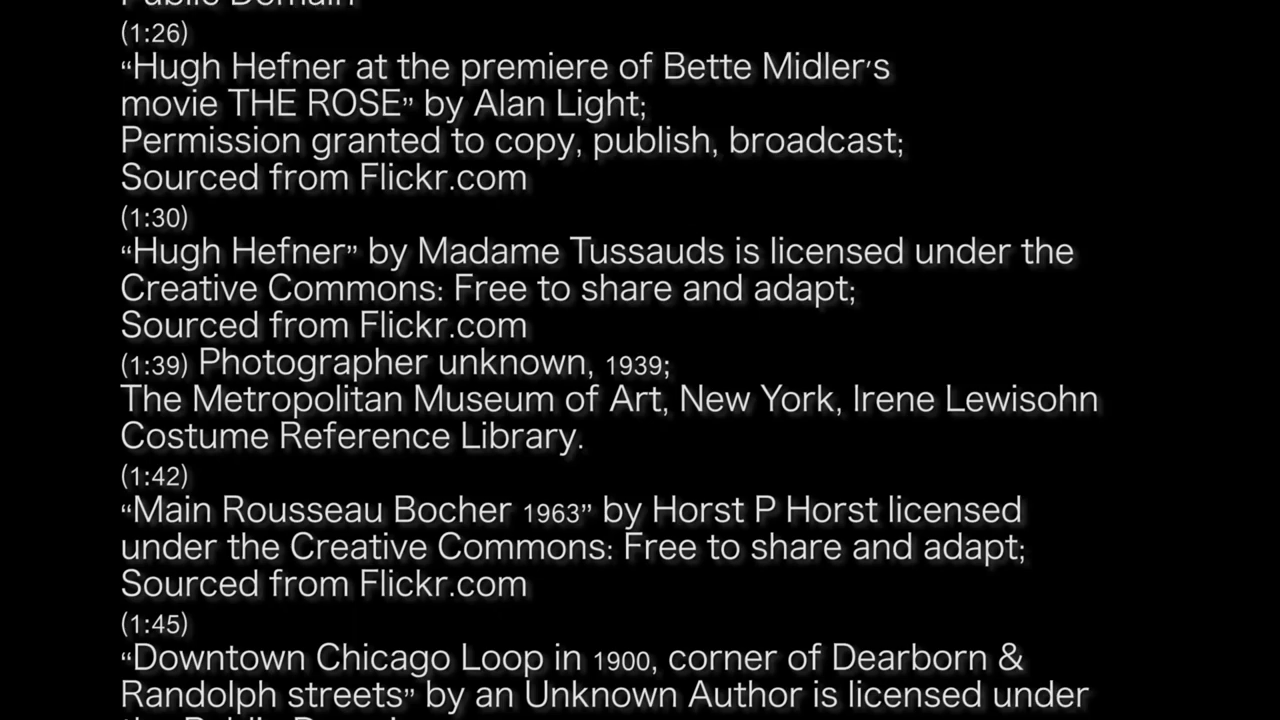 Public Domain
(1:26)
“Hugh Hefner at the premiere of Bette Midler's
movie THE ROSE” by Alan Light;
Permission granted to copy, publish, broadcast;
Sourced from Flickr.com
(1:30)
“Hugh Hefner” by Madame Tussauds is licensed under the
Creative Commons: Free to share and adapt;
Sourced from Flickr.com
(1:39) Photographer unknown, 1939;
The Metropolitan Museum of Art, New York, Irene Lewisohn
Costume Reference Library.
(1:42)
“Main Rousseau Bocher 1963” by Horst P Horst licensed
under the Creative Commons: Free to share and adapt;
Sourced from Flickr.com
(1:45)
“Downtown Chicago Loop in 1900, corner of Dearborn &
Randolph streets” by an Unknown Author is licensed under
the Public Domain